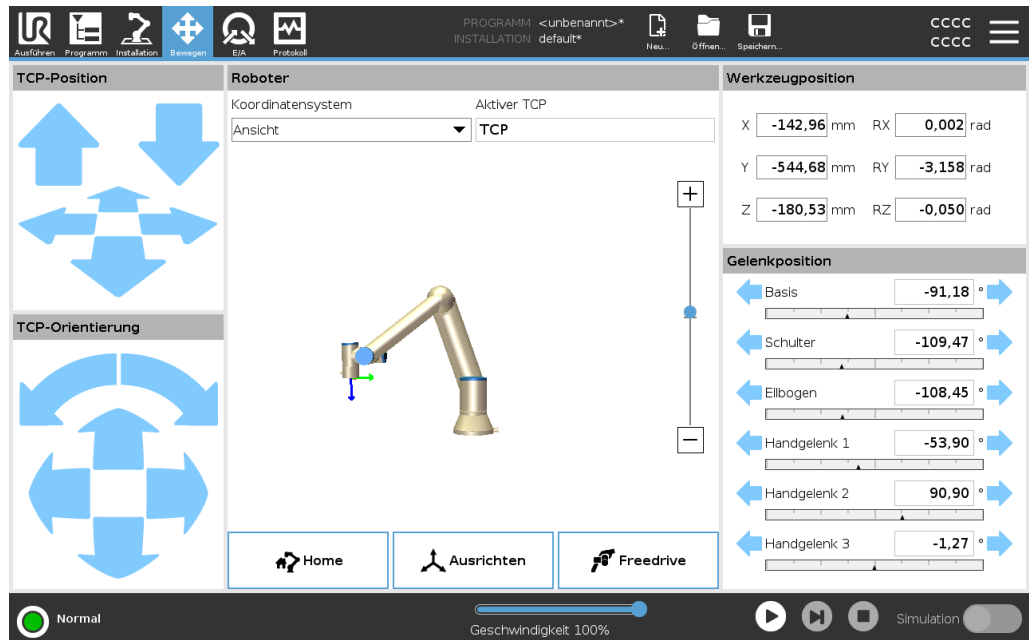 UR
PROGRAMM <unbenannt>*
INSTALLATION default*
CCCC
CCCC
Ausführen Programm Installation Bewegen E/A Protokoll Neu... Öffnen... Speichern...
TCP-Position
Roboter
Werkzeugposition
Koordinatensystem Aktiver TCP
Ansicht TCP
X -142,96 mm RX 0,002 rad
Y -544,68 mm RY -3,158 rad
Z -180,53 mm RZ -0,050 rad
Gelenkposition
Basis -91,18 °
TCP-Orientierung
Schulter -109,47 °
Ellbogen -108,45 °
Handgelenk 1 -53,90 °
Handgelenk 2 90,90 °
Handgelenk 3 -1,27 °
Home Ausrichten Freedrive
Normal
Geschwindigkeit 100%
Simulation